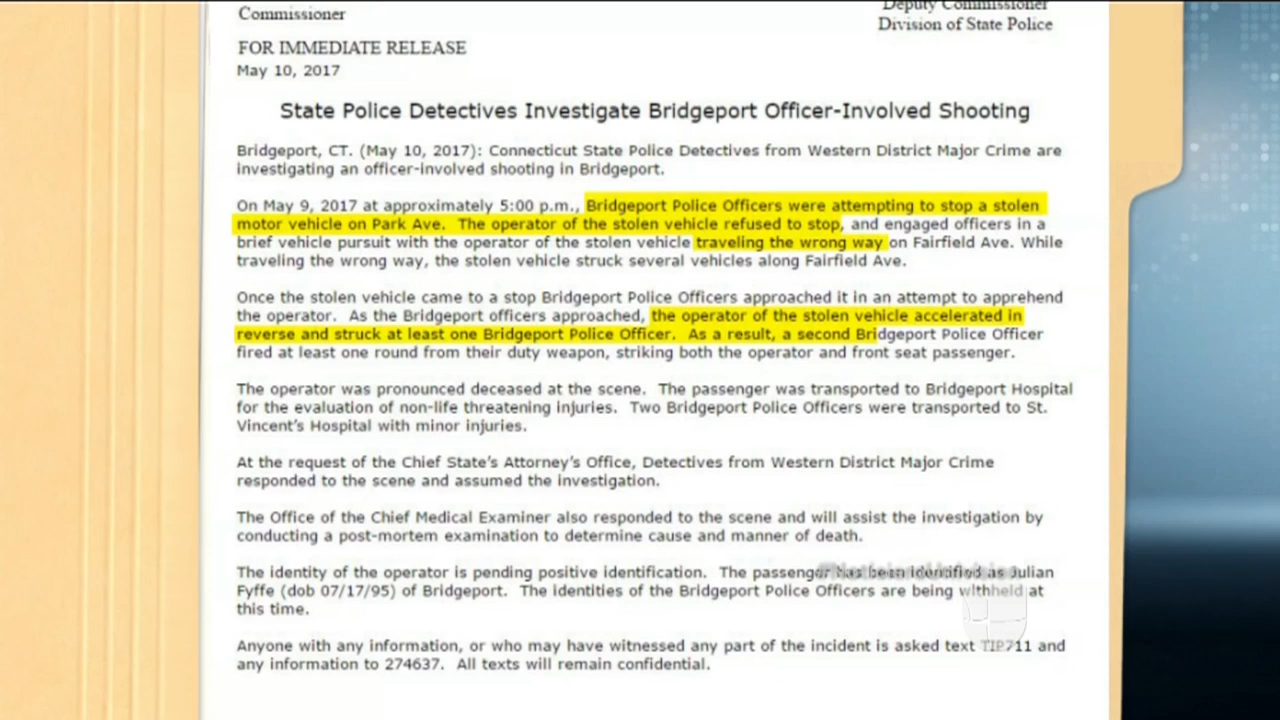 Commissioner
Deputy Commissioner
Division of State Police
FOR IMMEDIATE RELEASE
May 10, 2017
State Police Detectives Investigate Bridgeport Officer-Involved Shooting
Bridgeport, CT. (May 10, 2017): Connecticut State Police Detectives from Western District Major Crime are
investigating an officer-involved shooting in Bridgeport.
On May 9, 2017 at approximately 5:00 p.m., Bridgeport Police Officers were attempting to stop a stolen
motor vehicle on Park Ave. The operator of the stolen vehicle refused to stop, and engaged officers in a
brief vehicle pursuit with the operator of the stolen vehicle traveling the wrong way on Fairfield Ave. While
traveling the wrong way, the stolen vehicle struck several vehicles along Fairfield Ave.
Once the stolen vehicle came to a stop Bridgeport Police Officers approached it in an attempt to apprehend
the operator. As the Bridgeport officers approached, the operator of the stolen vehicle accelerated in
reverse and struck at least one Bridgeport Police Officer. As a result, a second Bridgeport Police Officer
fired at least one round from their duty weapon, striking both the operator and front seat passenger.
The operator was pronounced deceased at the scene. The passenger was transported to Bridgeport Hospital
for the evaluation of non-life threatening injuries. Two Bridgeport Police Officers were transported to St.
Vincent's Hospital with minor injuries.
At the request of the Chief State's Attorney's Office, Detectives from Western District Major Crime
responded to the scene and assumed the investigation.
The Office of the Chief Medical Examiner also responded to the scene and will assist the investigation by
conducting a post-mortem examination to determine cause and manner of death.
The identity of the operator is pending positive identification. The passenger has been identified as Julian
Fyffe (dob 07/17/95) of Bridgeport. The identities of the Bridgeport Police Officers are being withheld at
this time.
Anyone with any information, or who may have witnessed any part of the incident is asked text TIP711 and
any information to 274637. All texts will remain confidential.